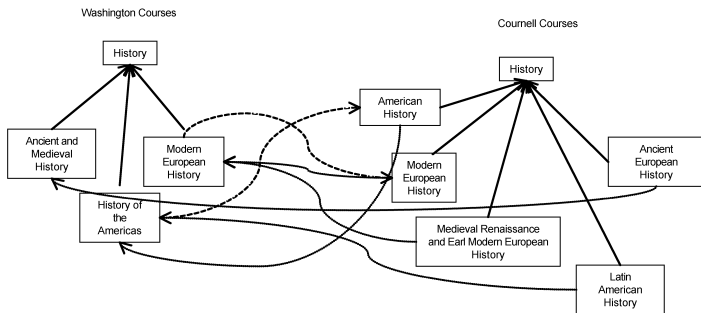 Washington Courses
History
Ancient and
Medieval
History
Modern
European
History
History of
the
Americas
Cournell Courses
History
American
History
Modern
European
History
Ancient
European
History
Medieval Renaissance
and Earl Modern European
History
Latin
American
History